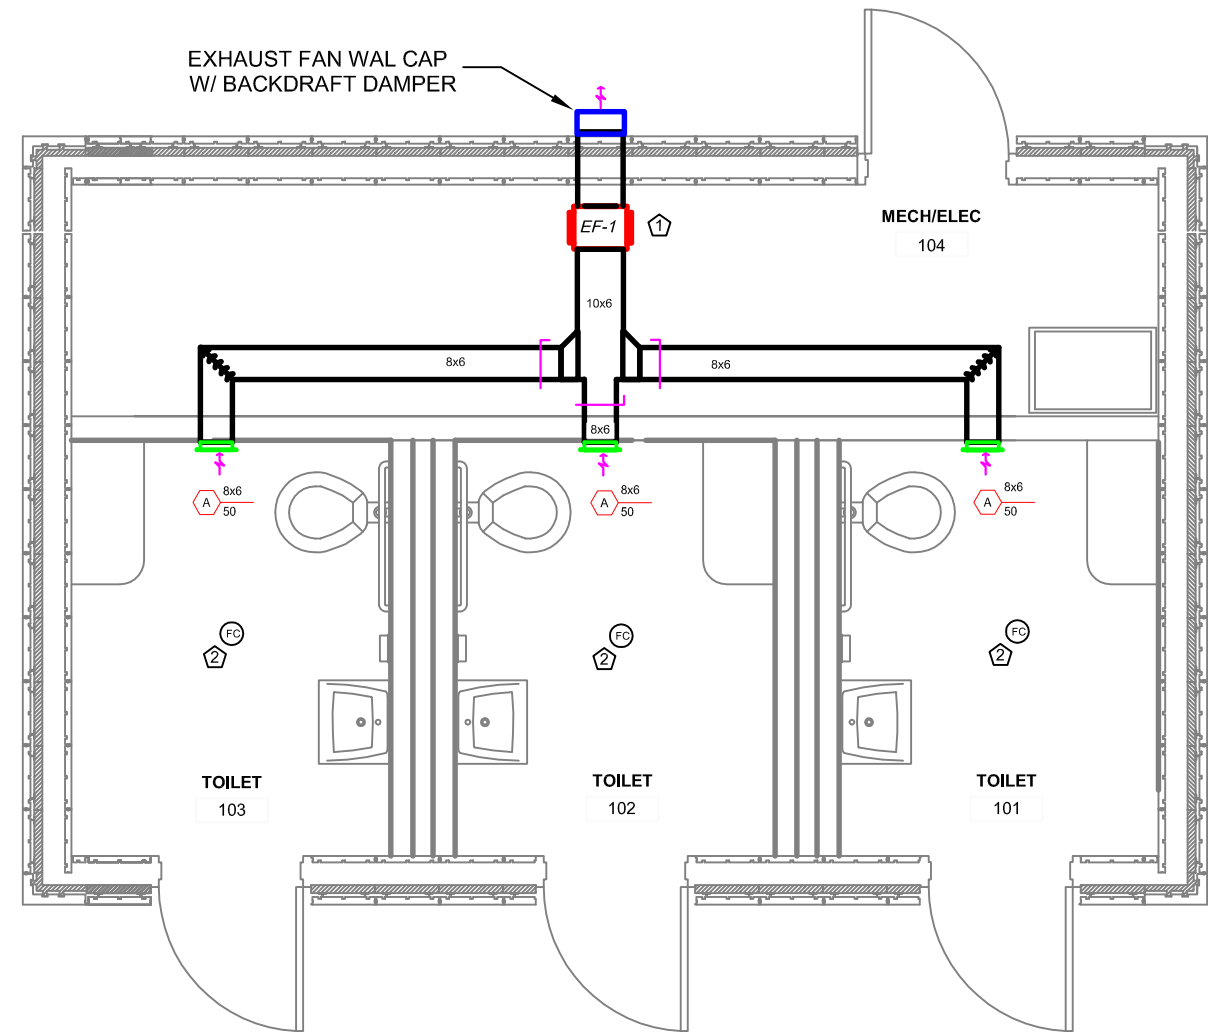 EXHAUST FAN WAL CAP
W/ BACKDRAFT DAMPER
EF-1
1
MECH/ELEC
104
10x6
8x6
8x6
8x6
A
8x6
50
A
8x6
50
A
8x6
50
FC
2
FC
2
FC
2
TOILET
103
TOILET
102
TOILET
101